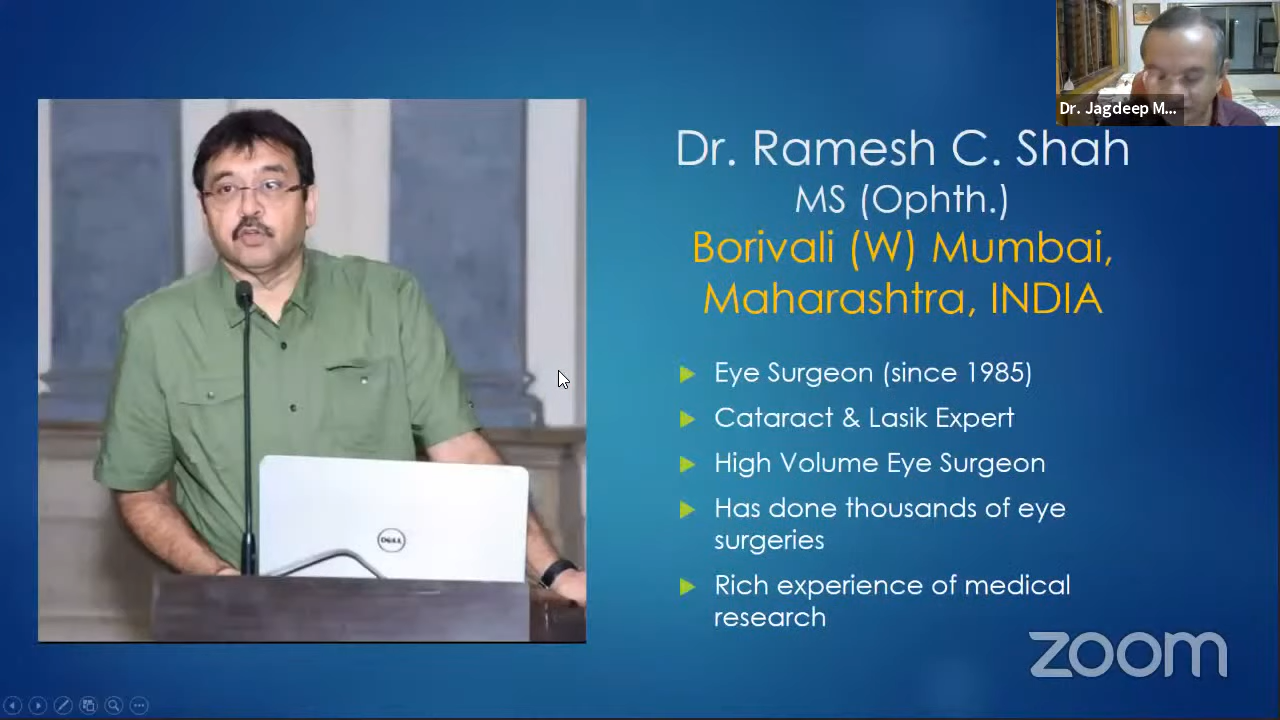 Dr. Jagdeep M...
Dr. Ramesh C. Shah
MS (Ophth.)
Borivali (W) Mumbai,
Maharashtra, INDIA
Eye Surgeon (since 1985)
Cataract & Lasik Expert
High Volume Eye Surgeon
Has done thousands of eye
surgeries
Rich experience of medical
research
DELL
zoom